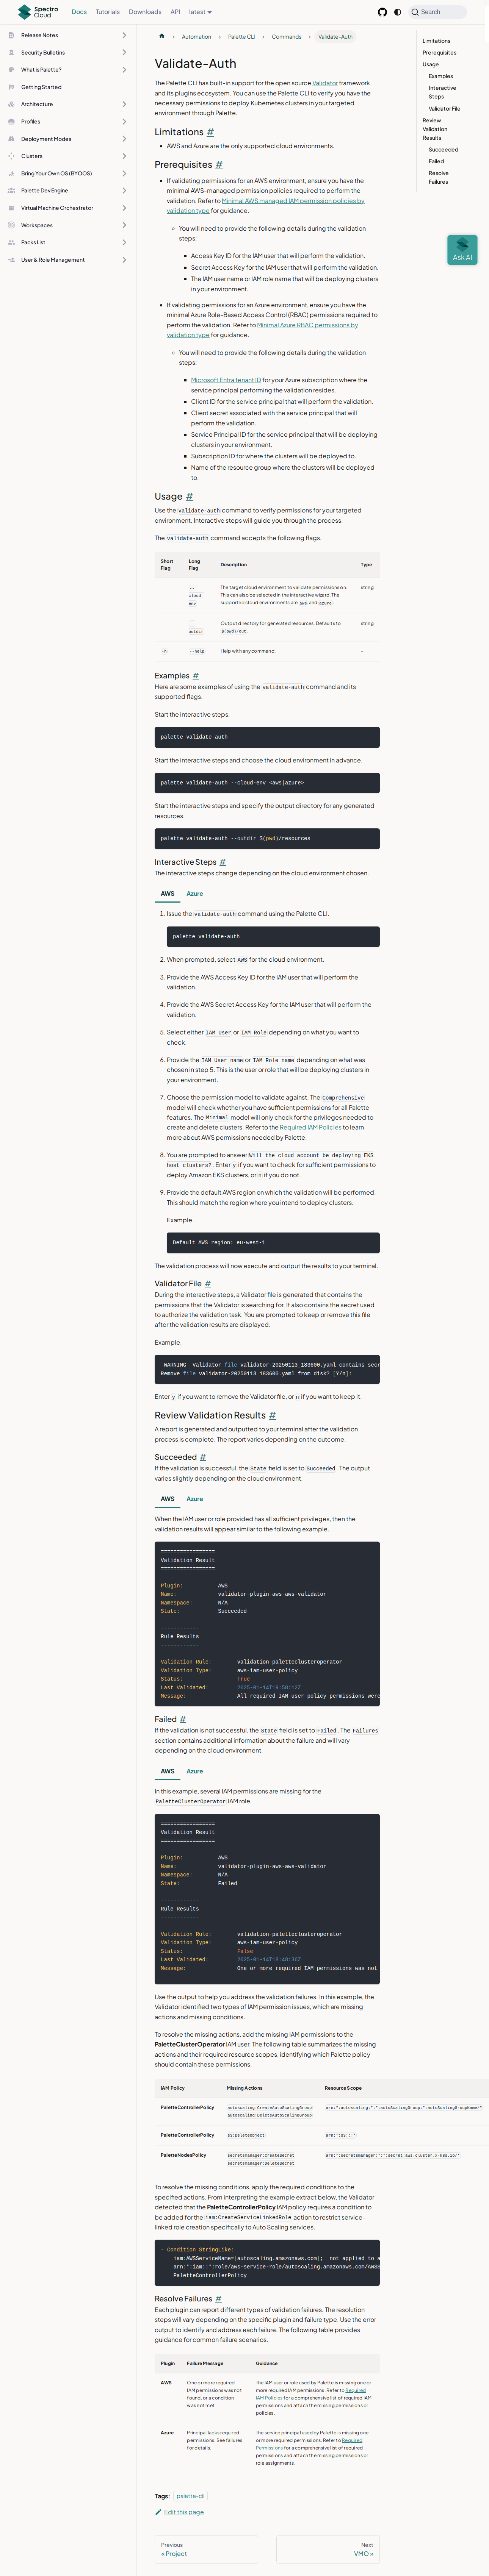 Spectro Cloud
Docs
Tutorials
Downloads
API
latest
Search
Release Notes
Security Bulletins
What is Palette?
Getting Started
Architecture
Profiles
Deployment Modes
Clusters
Bring Your Own OS (BYOOS)
Palette Dev Engine
Virtual Machine Orchestrator
Workspaces
Packs List
User & Role Management
Automation
Palette CLI
Commands
Validate-Auth
Limitations
Prerequisites
Usage
Examples
Interactive Steps
Validator File
Review Validation Results
Succeeded
Failed
Resolve Failures
Ask AI
Validate-Auth
The Palette CLI has built-in support for the open source Validator framework
and its plugins ecosystem. You can use the Palette CLI to verify you have the
necessary permissions to deploy Kubernetes clusters in your targeted
environment through Palette.
Limitations #
AWS and Azure are the only supported cloud environments.
Prerequisites #
If validating permissions for an AWS environment, ensure you have the
minimal AWS-managed permission policies required to perform the
validation. Refer to Minimal AWS managed IAM permission policies by
validation type for guidance.
You will need to provide the following details during the validation
steps:
Access Key ID for the IAM user that will perform the validation.
Secret Access Key for the IAM user that will perform the validation.
The IAM user name or IAM role name that will be deploying clusters
in your environment.
If validating permissions for an Azure environment, ensure you have the
minimal Azure Role-Based Access Control (RBAC) permissions required to
perform the validation. Refer to Minimal Azure RBAC permissions by
validation type for guidance.
You will need to provide the following details during the validation
steps:
Microsoft Entra tenant ID for your Azure subscription where the
service principal performing the validation resides.
Client ID for the service principal that will perform the validation.
Client secret associated with the service principal that will
perform the validation.
Service Principal ID for the service principal that will be deploying
clusters in your environment.
Subscription ID for where the clusters will be deployed to.
Name of the resource group where the clusters will be deployed
to.
Usage #
Use the validate-auth command to verify permissions for your targeted
environment. Interactive steps will guide you through the process.
The validate-auth command accepts the following flags.
Short Flag
Long Flag
Description
Type
--cloud-env
The target cloud environment to validate permissions on. This can also be selected in the interactive wizard. The supported cloud environments are aws and azure.
string
--outdir
Output directory for generated resources. Defaults to $(pwd)/out.
string
-h
--help
Help with any command.
-
Examples #
Here are some examples of using the validate-auth command and its
supported flags.
Start the interactive steps.
palette validate-auth
Start the interactive steps and choose the cloud environment in advance.
palette validate-auth --cloud-env <aws|azure>
Start the interactive steps and specify the output directory for any generated
resources.
palette validate-auth --outdir $(pwd)/resources
Interactive Steps #
The interactive steps change depending on the cloud environment chosen.
AWS
Azure
1. Issue the validate-auth command using the Palette CLI.
palette validate-auth
2. When prompted, select AWS for the cloud environment.
3. Provide the AWS Access Key ID for the IAM user that will perform the
validation.
4. Provide the AWS Secret Access Key for the IAM user that will perform the
validation.
5. Select either IAM User or IAM Role depending on what you want to
check.
6. Provide the IAM User name or IAM Role name depending on what was
chosen in step 5. This is the user or role that will be deploying clusters in
your environment.
7. Choose the permission model to validate against. The Comprehensive
model will check whether you have sufficient permissions for all Palette
features. The Minimal model will only check for the privileges needed to
create and delete clusters. Refer to the Required IAM Policies to learn
more about AWS permissions needed by Palette.
8. You are prompted to answer Will the cloud account be deploying EKS
host clusters?. Enter y if you want to check for sufficient permissions to
deploy Amazon EKS clusters, or n if you do not.
9. Provide the default AWS region on which the validation will be performed.
This should match the region where you intend to deploy clusters.
Example.
Default AWS region: eu-west-1
The validation process will now execute and output the results to your terminal.
Validator File #
During the interactive steps, a Validator file is generated that contains the
permissions that the Validator is searching for. It also contains the secret used
to authorize the validation task. You are prompted to keep or remove this file
after the validation results are displayed.
Example.
WARNING  Validator file validator-20250113_183600.yaml contains secr
Remove file validator-20250113_183600.yaml from disk? [Y/n]:
Enter y if you want to remove the Validator file, or n if you want to keep it.
Review Validation Results #
A report is generated and outputted to your terminal after the validation
process is complete. The report varies depending on the outcome.
Succeeded #
If the validation is successful, the State field is set to Succeeded. The output
varies slightly depending on the cloud environment.
AWS
Azure
When the IAM user or role provided has all sufficient privileges, then the
validation results will appear similar to the following example.
=================
Validation Result
=================
Plugin: AWS
Name: validator-plugin-aws-aws-validator
Namespace: N/A
State: Succeeded
------------
Rule Results
------------
Validation Rule: validation-paletteclusteroperator
Validation Type: aws-iam-user-policy
Status: True
Last Validated: 2025-01-14T19:58:12Z
Message: All required IAM user policy permissions were
Failed #
If the validation is not successful, the State field is set to Failed. The Failures
section contains additional information about the failure and will vary
depending on the cloud environment.
AWS
Azure
In this example, several IAM permissions are missing for the
PaletteClusterOperator IAM role.
=================
Validation Result
=================
Plugin: AWS
Name: validator-plugin-aws-aws-validator
Namespace: N/A
State: Failed
------------
Rule Results
------------
Validation Rule: validation-paletteclusteroperator
Validation Type: aws-iam-user-policy
Status: False
Last Validated: 2025-01-14T18:48:36Z
Message: One or more required IAM permissions was not
Use the output to help you address the validation failures. In this example, the
Validator identified two types of IAM permission issues, which are missing
actions and missing conditions.
To resolve the missing actions, add the missing IAM permissions to the
PaletteClusterOperator IAM user. The following table summarizes the missing
actions and their required resource scopes, identifying which Palette policy
should contain these permissions.
IAM Policy
Missing Actions
Resource Scope
PaletteControllerPolicy
autoscaling:CreateAutoScalingGroup
autoscaling:DeleteAutoScalingGroup
arn:*:autoscaling:*:*:autoScalingGroup:*:autoScalingGroupName/*
PaletteControllerPolicy
s3:DeleteObject
arn:*:s3:::*
PaletteNodesPolicy
secretsmanager:CreateSecret
secretsmanager:DeleteSecret
arn:*:secretsmanager:*:*:secret:aws.cluster.x-k8s.io/*
To resolve the missing conditions, apply the required conditions to the
specified actions. From interpreting the example extract below, the Validator
detected that the PaletteControllerPolicy IAM policy requires a condition to
be added for the iam:CreateServiceLinkedRole action to restrict service-
linked role creation specifically to Auto Scaling services.
- Condition StringLike:
iam:AWSServiceName=[autoscaling.amazonaws.com];  not applied to a
arn:*:iam::*:role/aws-service-role/autoscaling.amazonaws.com/AWSS
PaletteControllerPolicy
Resolve Failures #
Each plugin can report different types of validation failures. The resolution
steps will vary depending on the specific plugin and failure type. Use the error
output to identify and address each failure. The following table provides
guidance for common failure scenarios.
Plugin
Failure Message
Guidance
AWS
One or more required IAM permissions was not found, or a condition was not met
The IAM user or role used by Palette is missing one or more required IAM permissions. Refer to Required IAM Policies for a comprehensive list of required IAM permissions and attach the missing permissions or policies.
Azure
Principal lacks required permissions. See failures for details.
The service principal used by Palette is missing one or more required permissions. Refer to Required Permissions for a comprehensive list of required permissions and attach the missing permissions or role assignments.
Tags:
palette-cli
Edit this page
Previous
« Project
Next
VMO »